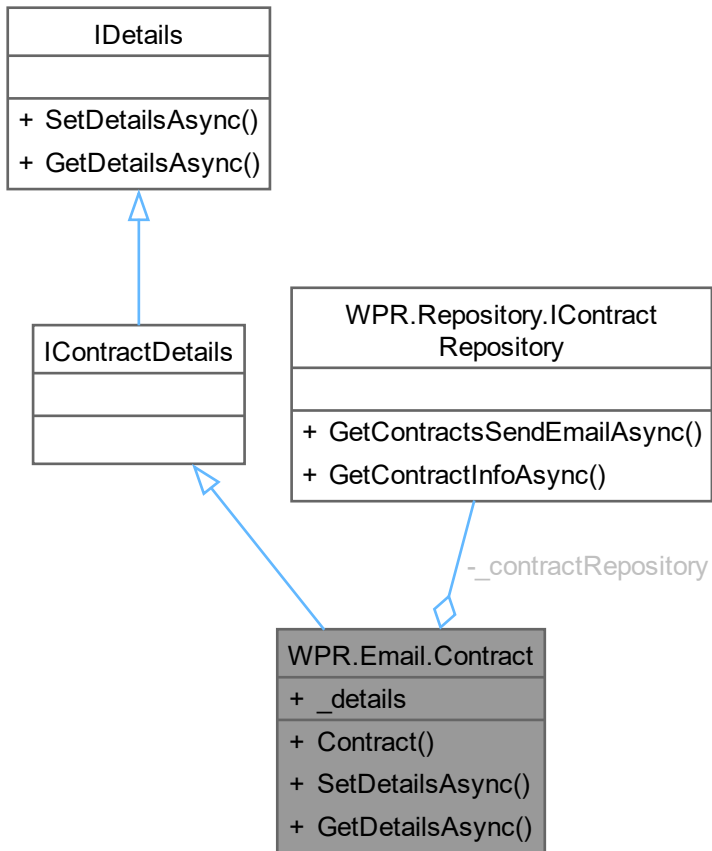 IDetails
+ SetDetailsAsync()
+ GetDetailsAsync()
IContractDetails
WPR.Repository.IContract
Repository
+ GetContractsSendEmailAsync()
+ GetContractInfoAsync()
-_contractRepository
WPR.Email.Contract
+ _details
+ Contract()
+ SetDetailsAsync()
+ GetDetailsAsync()